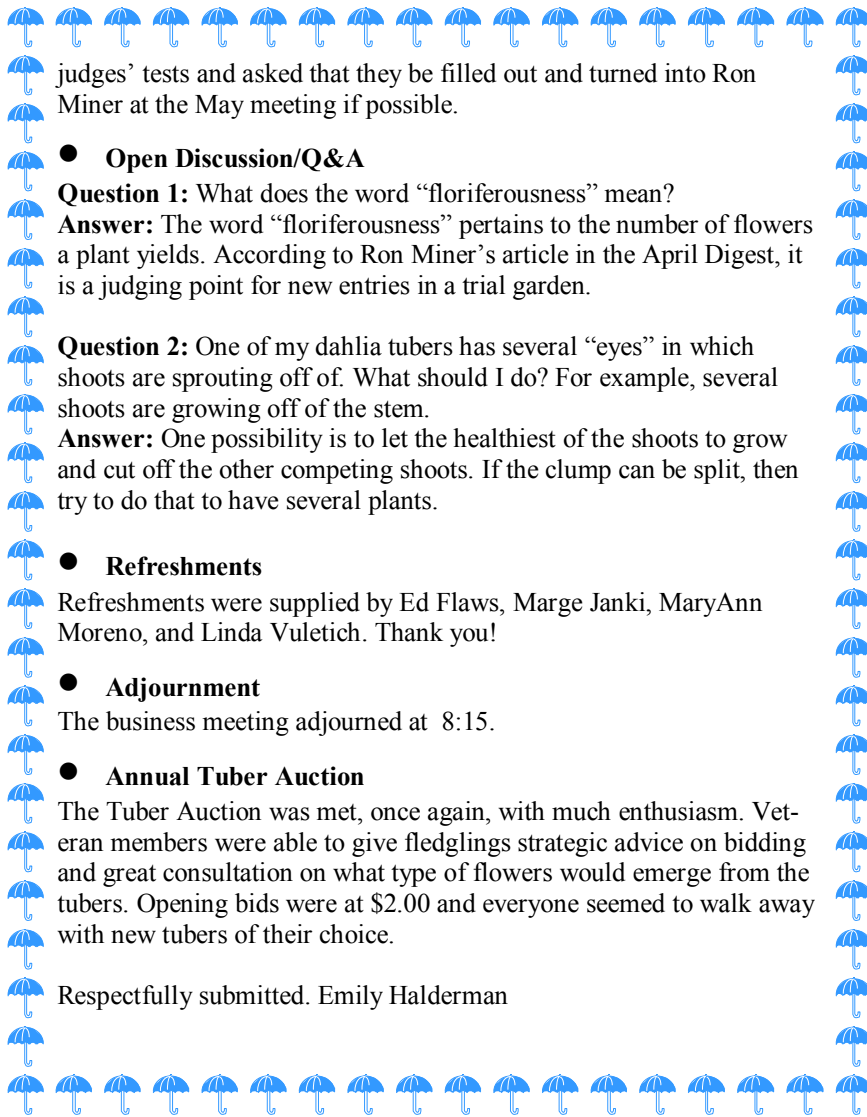 judges’ tests and asked that they be filled out and turned into Ron
Miner at the May meeting if possible.
● Open Discussion/Q&A
Question 1: What does the word “floriferousness” mean?
Answer: The word “floriferousness” pertains to the number of flowers
a plant yields. According to Ron Miner’s article in the April Digest, it
is a judging point for new entries in a trial garden.
Question 2: One of my dahlia tubers has several “eyes” in which
shoots are sprouting off of. What should I do? For example, several
shoots are growing off of the stem.
Answer: One possibility is to let the healthiest of the shoots to grow
and cut off the other competing shoots. If the clump can be split, then
try to do that to have several plants.
● Refreshments
Refreshments were supplied by Ed Flaws, Marge Janki, MaryAnn
Moreno, and Linda Vuletich. Thank you!
● Adjournment
The business meeting adjourned at  8:15.
● Annual Tuber Auction
The Tuber Auction was met, once again, with much enthusiasm. Vet-
eran members were able to give fledglings strategic advice on bidding
and great consultation on what type of flowers would emerge from the
tubers. Opening bids were at $2.00 and everyone seemed to walk away
with new tubers of their choice.
Respectfully submitted. Emily Halderman